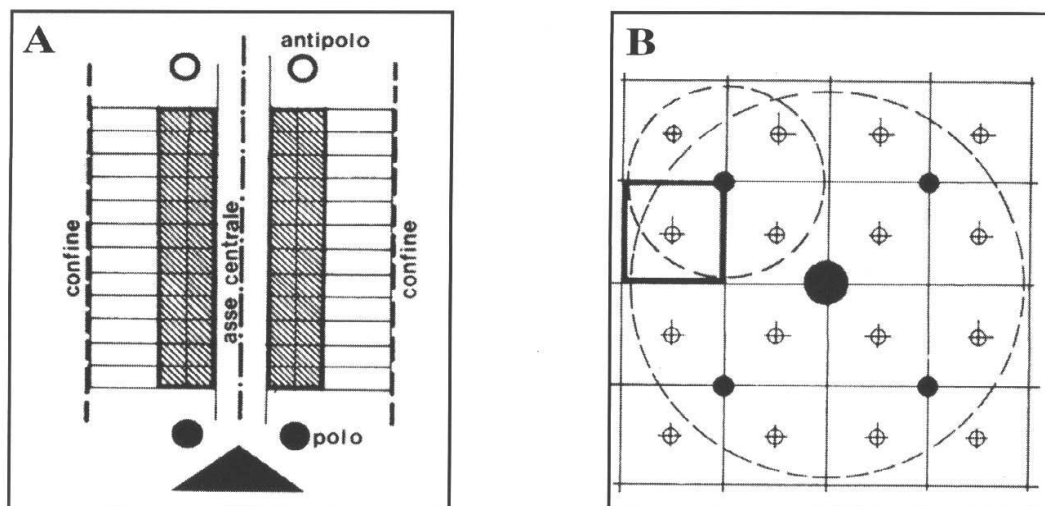 A
antipolo
confine
asse centrale
confine
polo
B